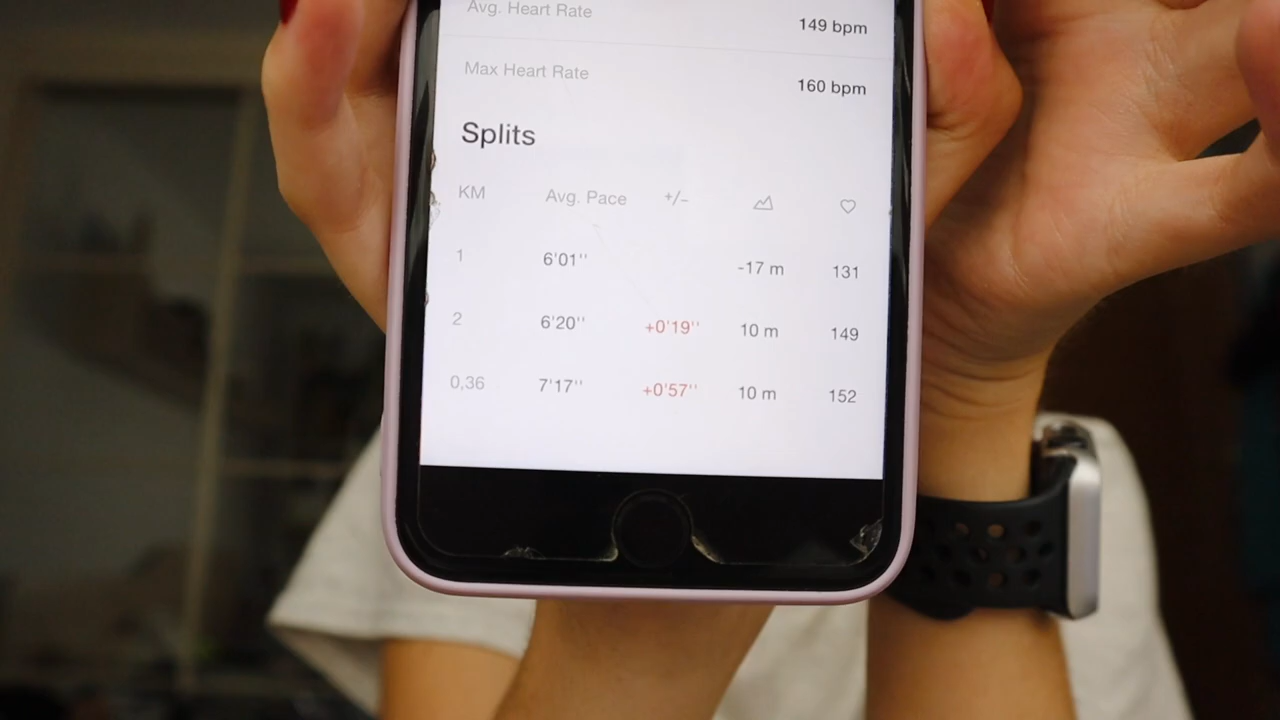 Avg. Heart Rate 149 bpm
Max Heart Rate 160 bpm
Splits
KM Avg. Pace +/–
1 6'01'' -17 m 131
2 6'20'' +0'19'' 10 m 149
0,36 7'17'' +0'57'' 10 m 152